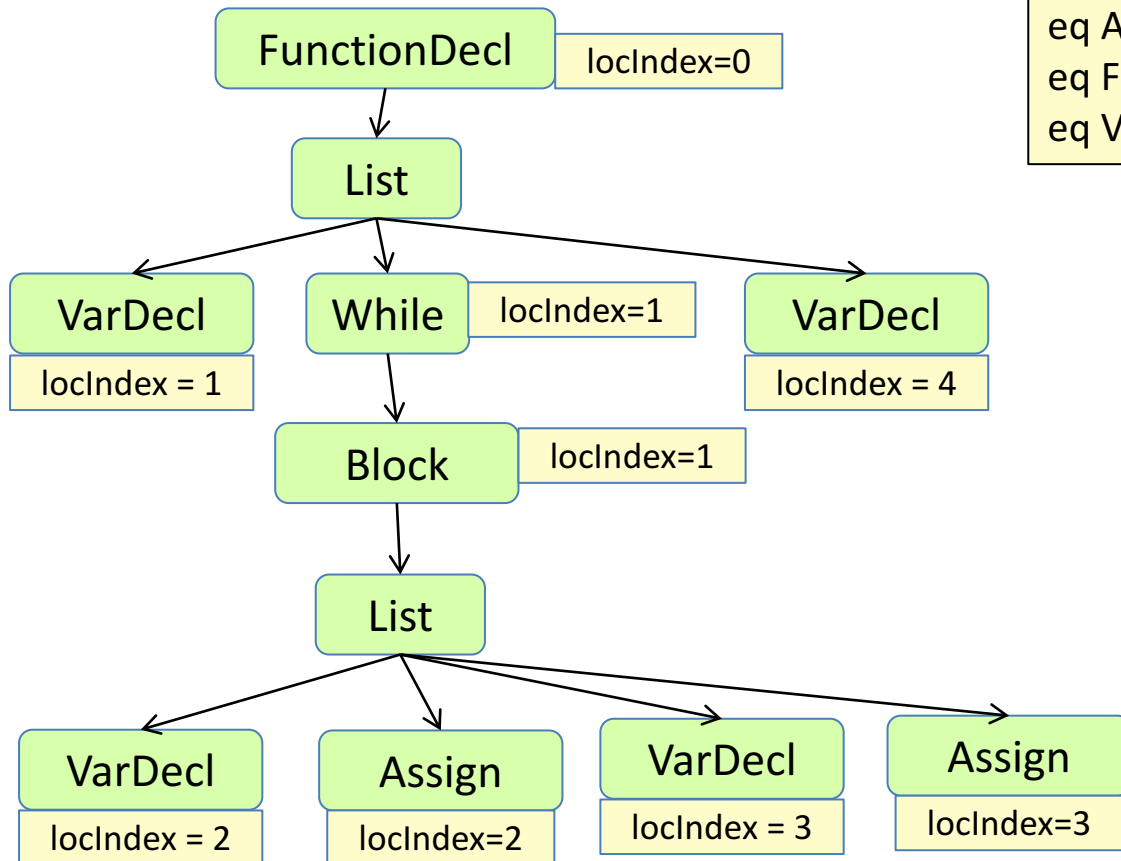 eq A
eq F
eq V
FunctionDecl
locIndex=0
List
VarDecl
locIndex = 1
While
locIndex=1
VarDecl
locIndex = 4
Block
locIndex=1
List
VarDecl
locIndex = 2
Assign
locIndex=2
VarDecl
locIndex = 3
Assign
locIndex=3